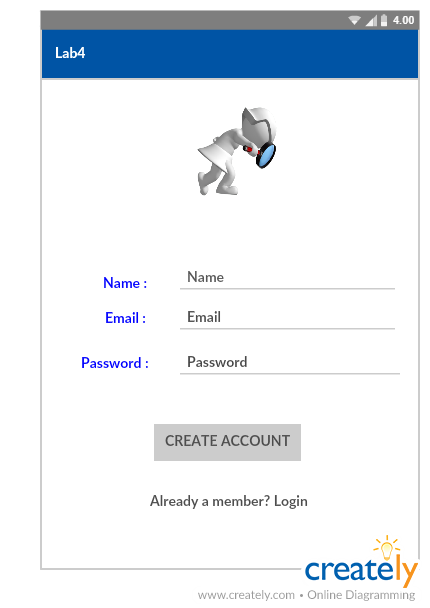 4.00
Lab4
Name : Name
Email : Email
Password : Password
CREATE ACCOUNT
Already a member? Login
creately
www.creately.com • Online Diagramming